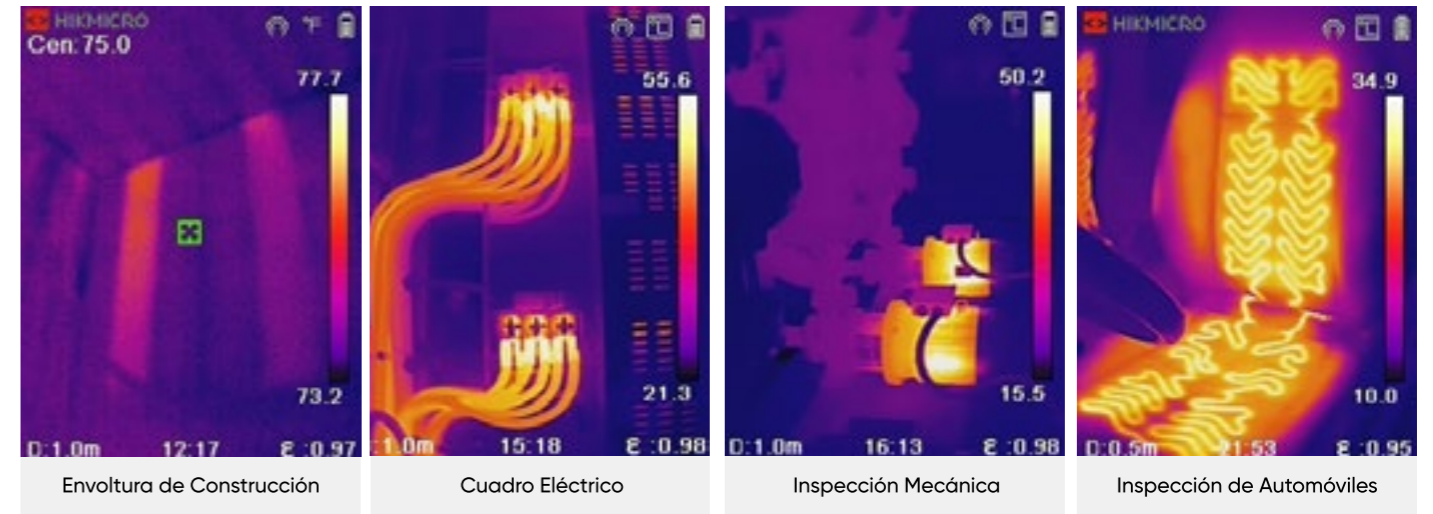 HIKMICRO
°F
Cen: 75.0
77.7
73.2
D:1.0m 12:17 ε :0.97
Envoltura de Construcción
°C
55.6
21.3
:1.0m 15:18 ε :0.98
Cuadro Eléctrico
°C
50.2
15.5
D:1.0m 16:13 ε :0.98
Inspección Mecánica
HIKMICRO
°C
34.9
10.0
D:0.5m 21:53 ε :0.95
Inspección de Automóviles